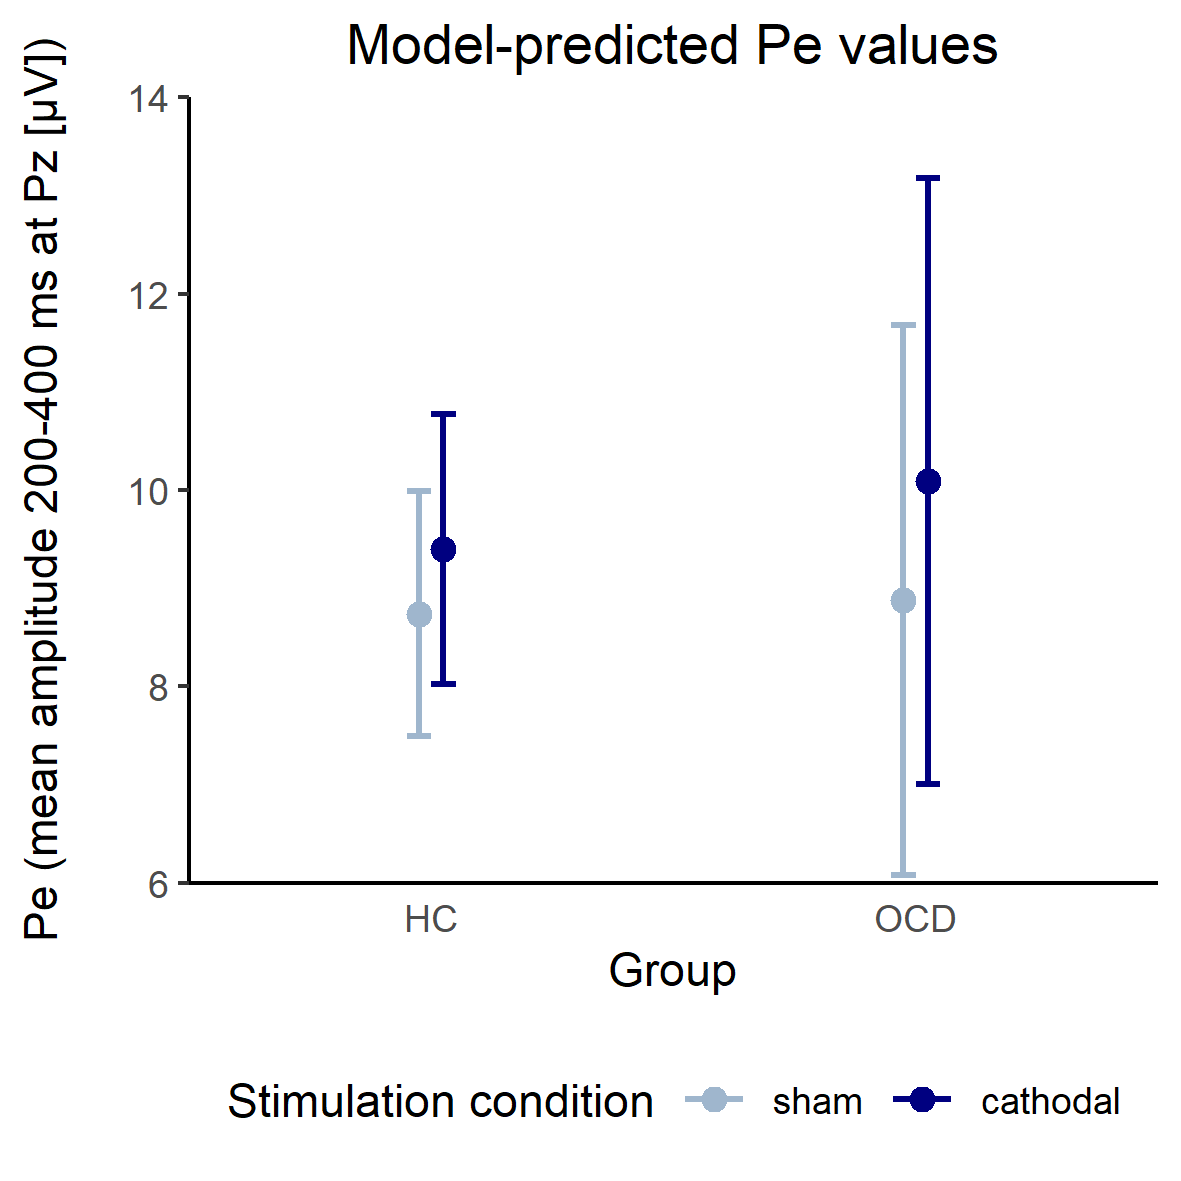 Model-predicted Pe values
Pe (mean amplitude 200-400 ms at Pz [µV])
14
12
10
8
6
HC OCD
Group
Stimulation condition sham cathodal